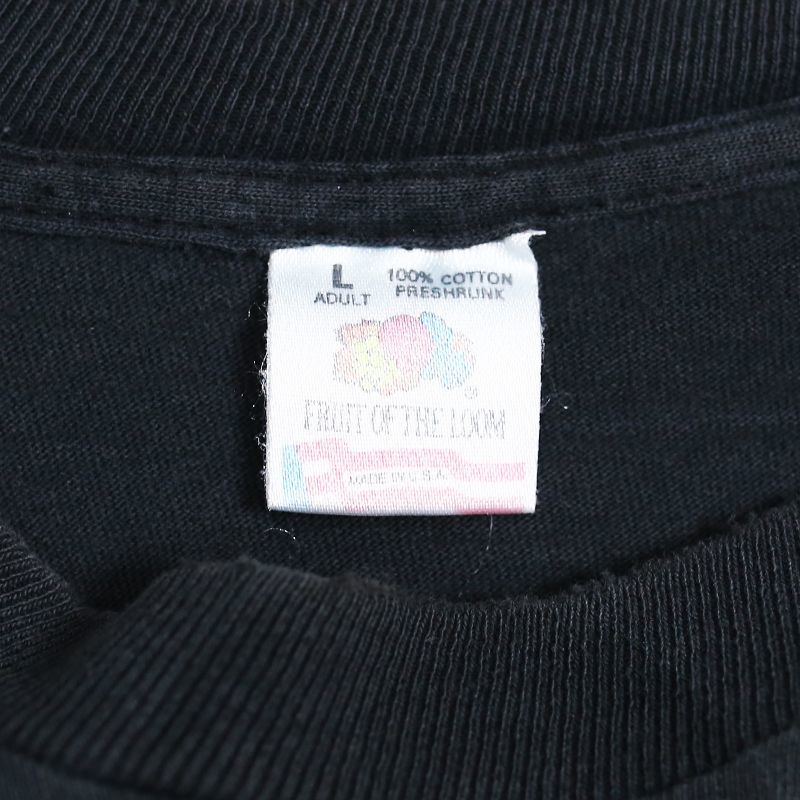 L
ADULT
100% COTTON
PRESHRUNK
®
FRUIT OF THE LOOM
MADE IN U.S.A.